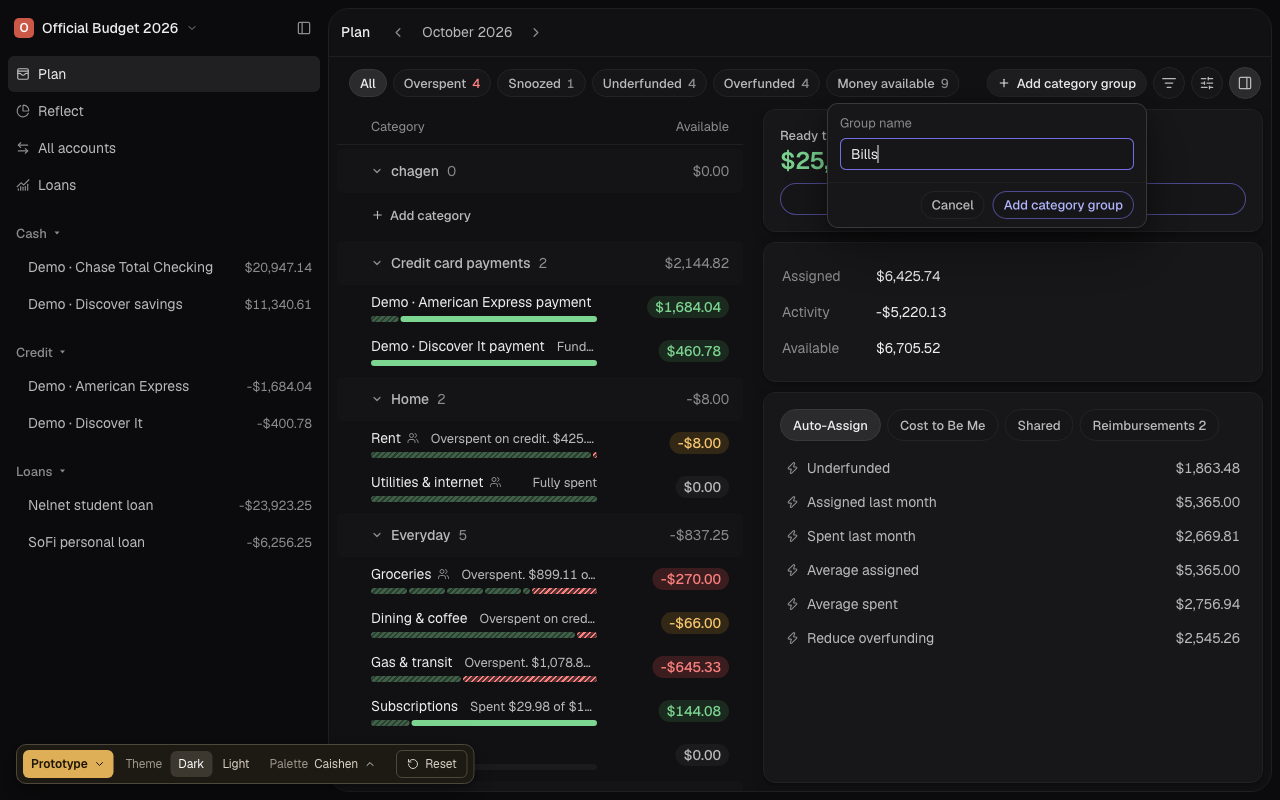 O Official Budget 2026
Plan
Reflect
All accounts
Loans
Cash
Demo · Chase Total Checking $20,947.14
Demo · Discover savings $11,340.61
Credit
Demo · American Express -$1,684.04
Demo · Discover It -$400.78
Loans
Nelnet student loan -$23,923.25
SoFi personal loan -$6,256.25
Plan October 2026
All Overspent 4 Snoozed 1 Underfunded 4 Overfunded 4 Money available 9 Add category group
Category Available
chagen 0 $0.00
Add category
Credit card payments 2 $2,144.82
Demo · American Express payment $1,684.04
Demo · Discover It payment Fund… $460.78
Home 2 -$8.00
Rent Overspent on credit. $425.… -$8.00
Utilities & internet Fully spent $0.00
Everyday 5 -$837.25
Groceries Overspent. $899.11 o… -$270.00
Dining & coffee Overspent on cred… -$66.00
Gas & transit Overspent. $1,078.8… -$645.33
Subscriptions Spent $29.98 of $1… $144.08
$0.00
Group name
Bills
Cancel Add category group
Ready t
$25,
Assigned $6,425.74
Activity -$5,220.13
Available $6,705.52
Auto-Assign Cost to Be Me Shared Reimbursements 2
Underfunded $1,863.48
Assigned last month $5,365.00
Spent last month $2,669.81
Average assigned $5,365.00
Average spent $2,756.94
Reduce overfunding $2,545.26
Prototype Theme Dark Light Palette Caishen Reset